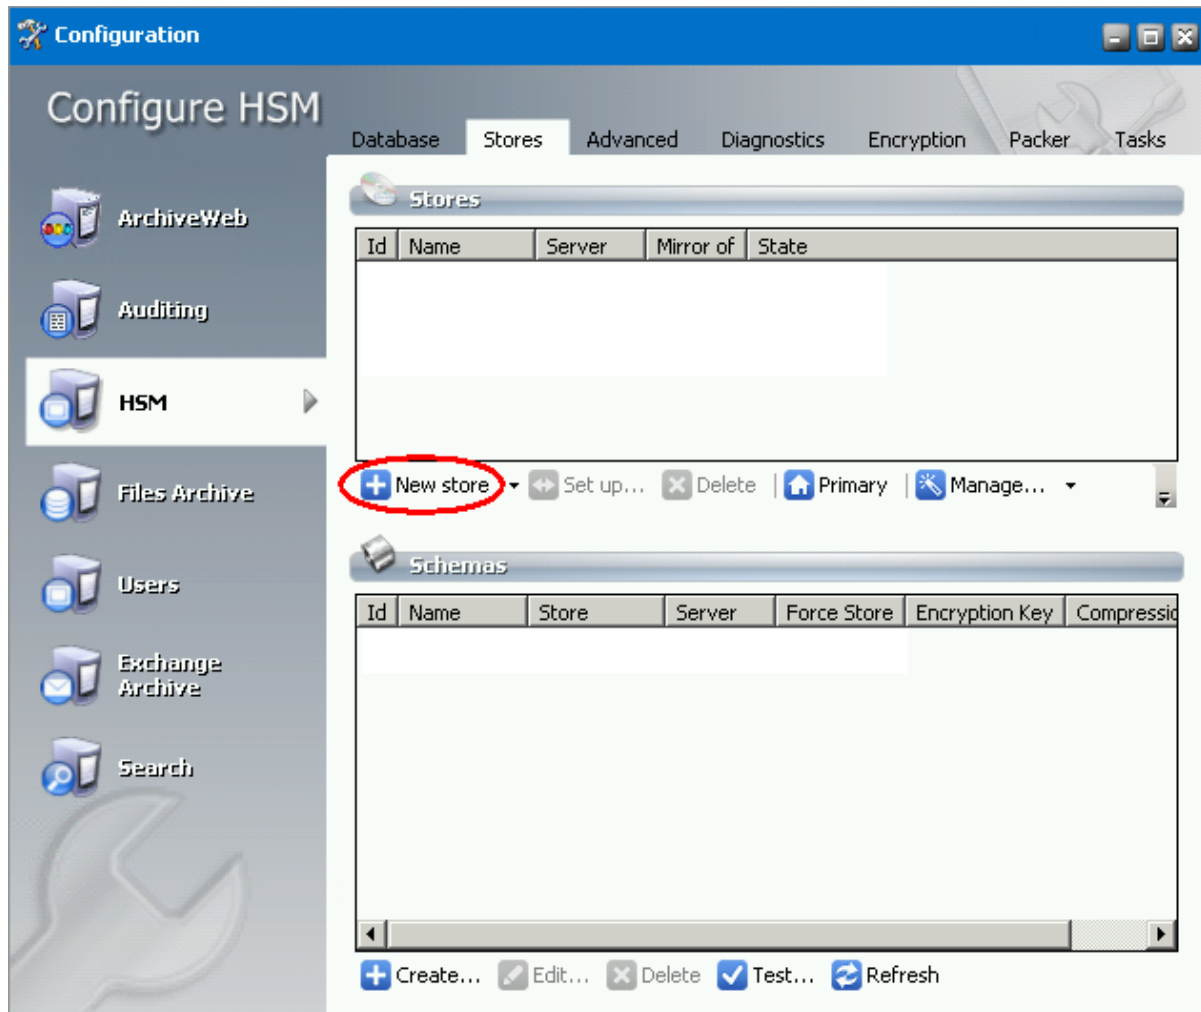 Configuration
Configure HSM
Database Stores Advanced Diagnostics Encryption Packer Tasks
ArchiveWeb
Auditing
HSM
Files Archive
Users
Exchange
Archive
Search
Stores
Id Name Server Mirror of State
New store Set up... Delete Primary Manage...
Schemas
Id Name Store Server Force Store Encryption Key Compressio
Create... Edit... Delete Test... Refresh